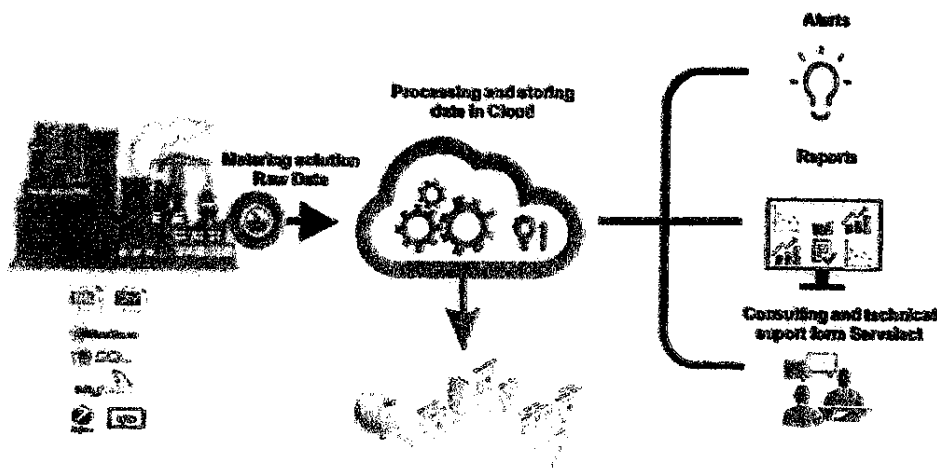 Alerts
Processing and storing
data in Cloud
Metering solution
Raw Data
Reports
Consulting and technical
suport form Servelect